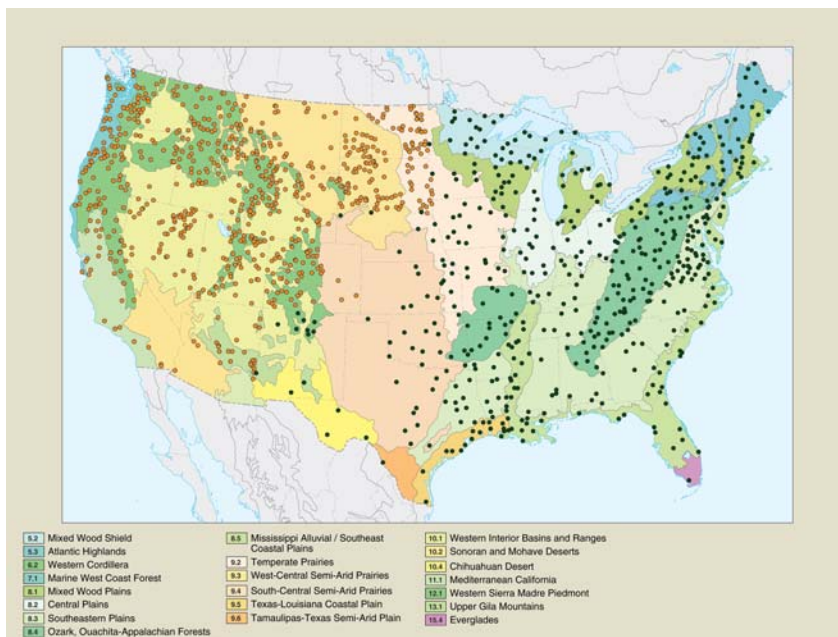 5.2 Mixed Wood Shield
5.3 Atlantic Highlands
6.2 Western Cordillera
7.1 Marine West Coast Forest
8.1 Mixed Wood Plains
8.2 Central Plains
8.3 Southeastern Plains
8.4 Ozark, Ouachita-Appalachian Forests
8.5 Mississippi Alluvial / Southeast
Coastal Plains
9.2 Temperate Prairies
9.3 West-Central Semi-Arid Prairies
9.4 South-Central Semi-Arid Prairies
9.5 Texas-Louisiana Coastal Plain
9.6 Tamaulipas-Texas Semi-Arid Plain
10.1 Western Interior Basins and Ranges
10.2 Sonoran and Mohave Deserts
10.4 Chihuahuan Desert
11.1 Mediterranean California
12.1 Western Sierra Madre Piedmont
13.1 Upper Gila Mountains
15.4 Everglades